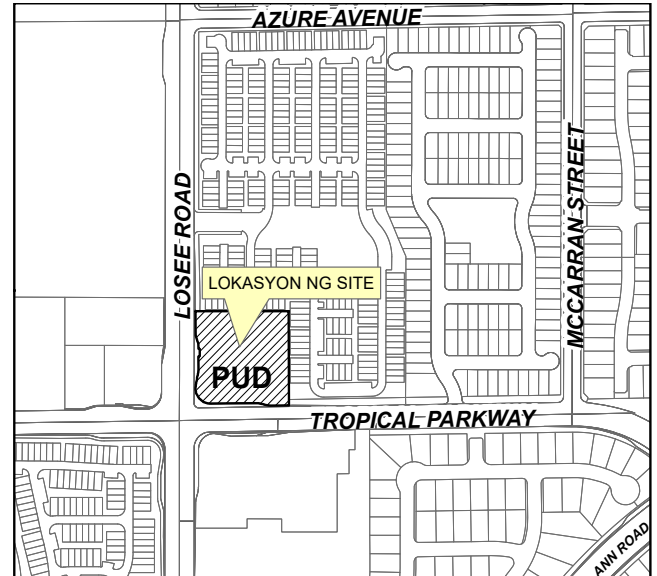 AZURE AVENUE
LOSEE ROAD
MCCARRAN STREET
LOKASYON NG SITE
PUD
TROPICAL PARKWAY
ANN ROAD